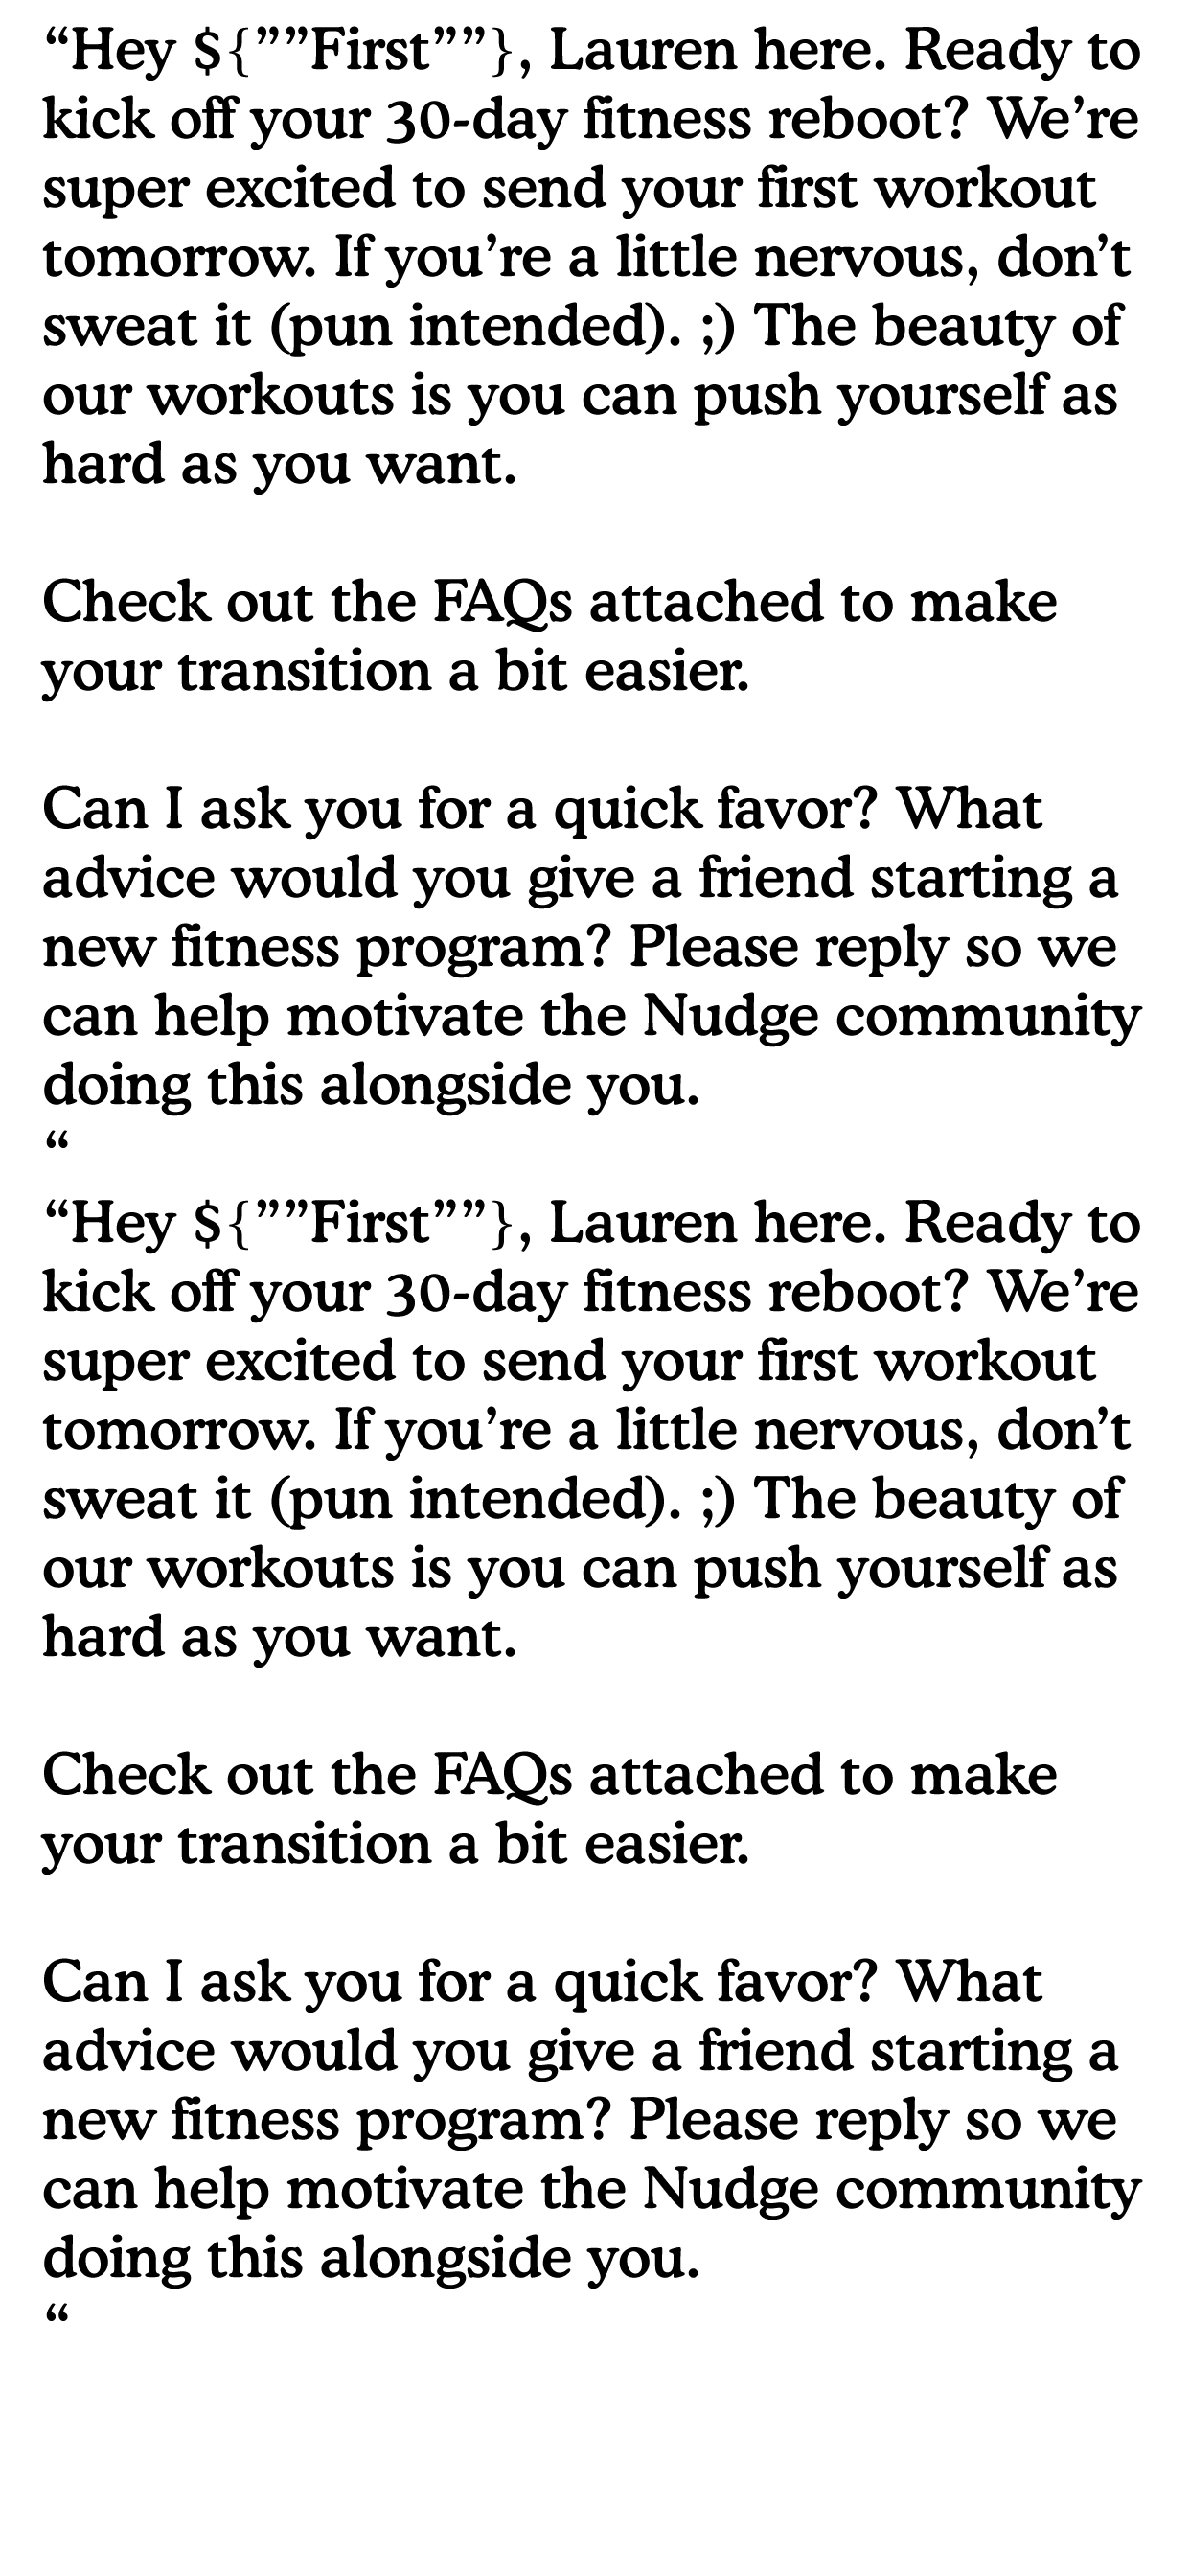 “Hey ${””First””}, Lauren here. Ready to
kick off your 30-day fitness reboot? We’re
super excited to send your first workout
tomorrow. If you’re a little nervous, don’t
sweat it (pun intended). ;) The beauty of
our workouts is you can push yourself as
hard as you want.
Check out the FAQs attached to make
your transition a bit easier.
Can I ask you for a quick favor? What
advice would you give a friend starting a
new fitness program? Please reply so we
can help motivate the Nudge community
doing this alongside you.
“
“Hey ${””First””}, Lauren here. Ready to
kick off your 30-day fitness reboot? We’re
super excited to send your first workout
tomorrow. If you’re a little nervous, don’t
sweat it (pun intended). ;) The beauty of
our workouts is you can push yourself as
hard as you want.
Check out the FAQs attached to make
your transition a bit easier.
Can I ask you for a quick favor? What
advice would you give a friend starting a
new fitness program? Please reply so we
can help motivate the Nudge community
doing this alongside you.
“